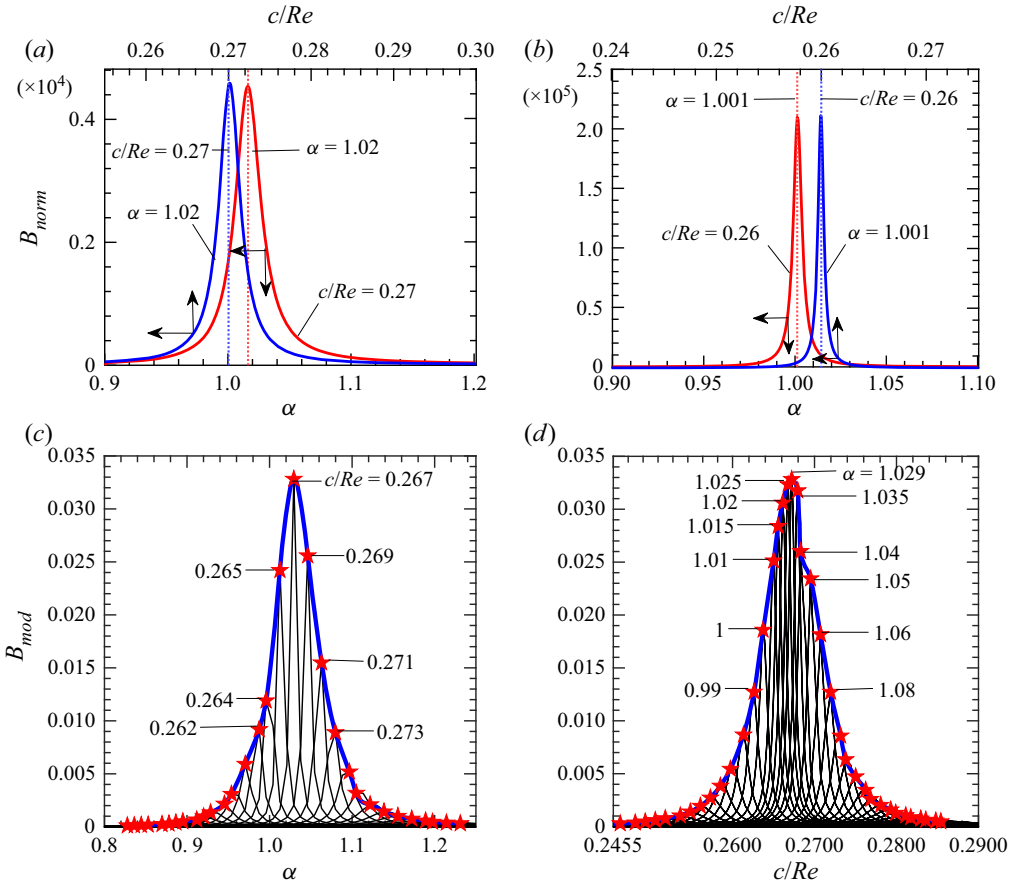 c/Re
c/Re
(a) 0.26 0.27 0.28 0.29 0.30
(b) 0.24 0.25 0.26 0.27
(×10⁴)
(×10⁵)
0.4
0.2
0
B_norm
c/Re = 0.27
α = 1.02
α = 1.02
c/Re = 0.27
0.9 1.0 1.1 1.2
α
2.5
2.0
1.5
1.0
0.5
0
α = 1.001
c/Re = 0.26
c/Re = 0.26
α = 1.001
0.90 0.95 1.00 1.05 1.10
α
(c)
0.035
0.030
0.025
0.020
0.015
0.010
0.005
0
B_mod
c/Re = 0.267
0.265
0.269
0.271
0.264
0.262
0.273
0.8 0.9 1.0 1.1 1.2
α
(d)
0.035
0.030
0.025
0.020
0.015
0.010
0.005
0
1.025
α = 1.029
1.02
1.035
1.015
1.01
1.04
1.05
1
1.06
0.99
1.08
0.2455 0.2600 0.2700 0.2800 0.2900
c/Re